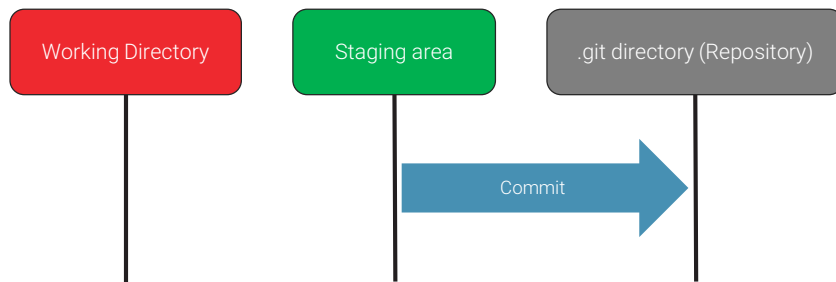 Working Directory
Staging area
.git directory (Repository)
Commit